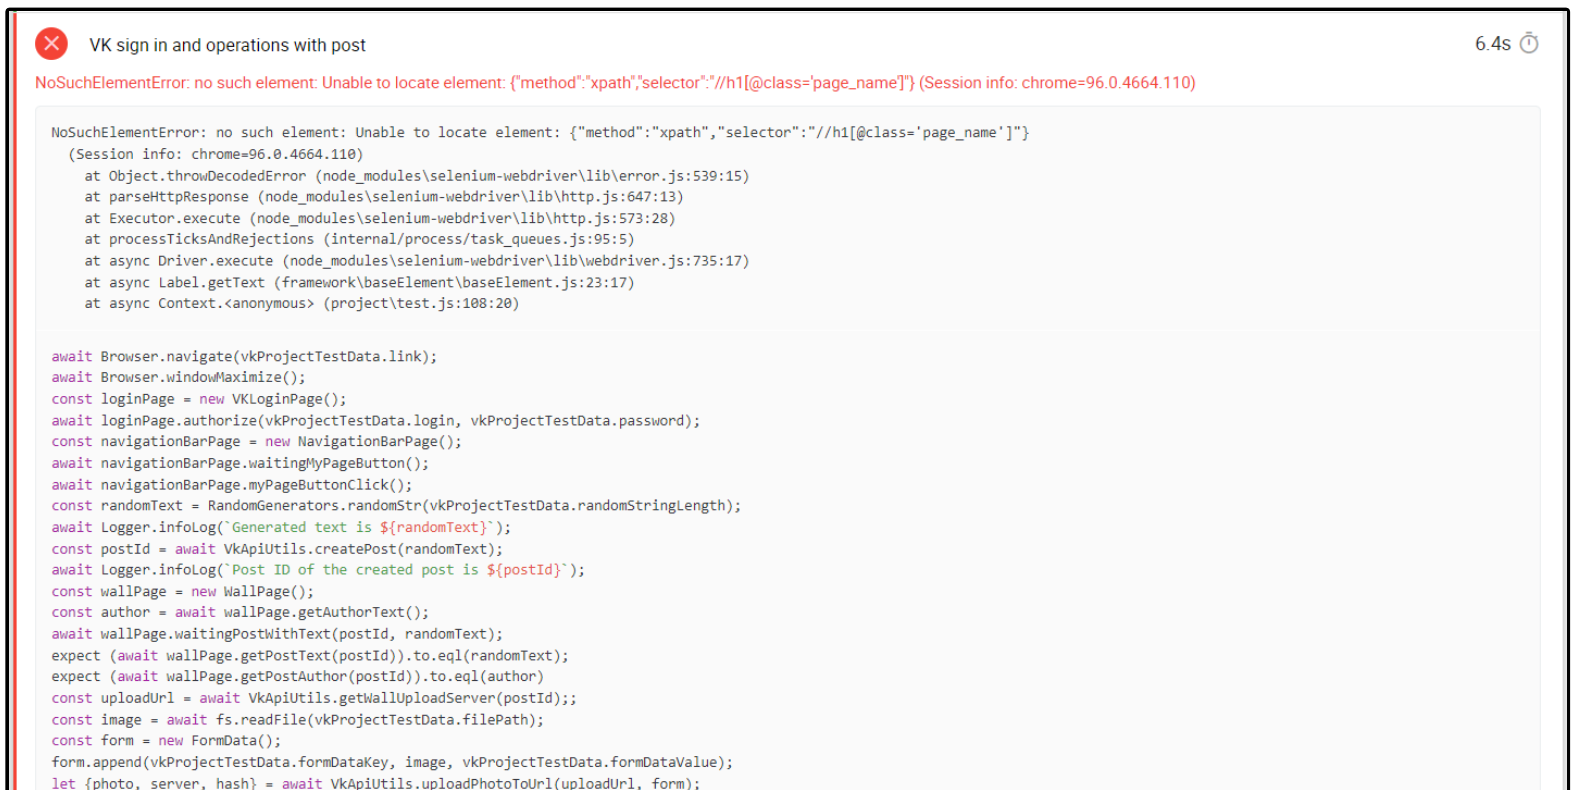 VK sign in and operations with post
6.4s
NoSuchElementError: no such element: Unable to locate element: {"method":"xpath","selector":"//h1[@class='page_name']"} (Session info: chrome=96.0.4664.110)
NoSuchElementError: no such element: Unable to locate element: {"method":"xpath","selector":"//h1[@class='page_name']"}
(Session info: chrome=96.0.4664.110)
at Object.throwDecodedError (node_modules\selenium-webdriver\lib\error.js:539:15)
at parseHttpResponse (node_modules\selenium-webdriver\lib\http.js:647:13)
at Executor.execute (node_modules\selenium-webdriver\lib\http.js:573:28)
at processTicksAndRejections (internal/process/task_queues.js:95:5)
at async Driver.execute (node_modules\selenium-webdriver\lib\webdriver.js:735:17)
at async Label.getText (framework\baseElement\baseElement.js:23:17)
at async Context.<anonymous> (project\test.js:108:20)
await Browser.navigate(vkProjectTestData.link);
await Browser.windowMaximize();
const loginPage = new VKLoginPage();
await loginPage.authorize(vkProjectTestData.login, vkProjectTestData.password);
const navigationBarPage = new NavigationBarPage();
await navigationBarPage.waitingMyPageButton();
await navigationBarPage.myPageButtonClick();
const randomText = RandomGenerators.randomStr(vkProjectTestData.randomStringLength);
await Logger.infoLog(`Generated text is ${randomText}`);
const postId = await VkApiUtils.createPost(randomText);
await Logger.infoLog(`Post ID of the created post is ${postId}`);
const wallPage = new WallPage();
const author = await wallPage.getAuthorText();
await wallPage.waitingPostWithText(postId, randomText);
expect (await wallPage.getPostText(postId)).to.eql(randomText);
expect (await wallPage.getPostAuthor(postId)).to.eql(author)
const uploadUrl = await VkApiUtils.getWallUploadServer(postId);;
const image = await fs.readFile(vkProjectTestData.filePath);
const form = new FormData();
form.append(vkProjectTestData.formDataKey, image, vkProjectTestData.formDataValue);
let {photo, server, hash} = await VkApiUtils.uploadPhotoToUrl(uploadUrl, form);